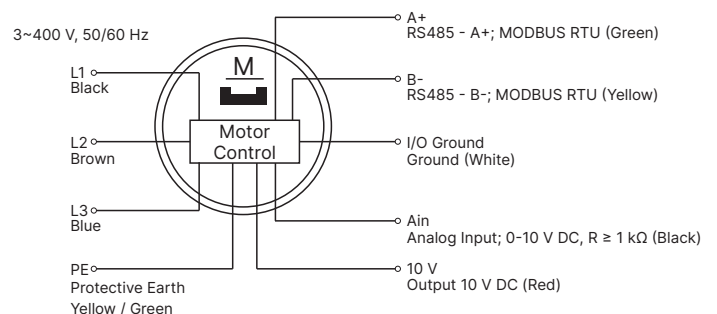 3~400 V, 50/60 Hz
L1
Black
L2
Brown
L3
Blue
PE
Protective Earth
Yellow / Green
M
Motor
Control
A+
RS485 - A+; MODBUS RTU (Green)
B-
RS485 - B-; MODBUS RTU (Yellow)
I/O Ground
Ground (White)
Ain
Analog Input; 0-10 V DC, R ≥ 1 kΩ (Black)
10 V
Output 10 V DC (Red)